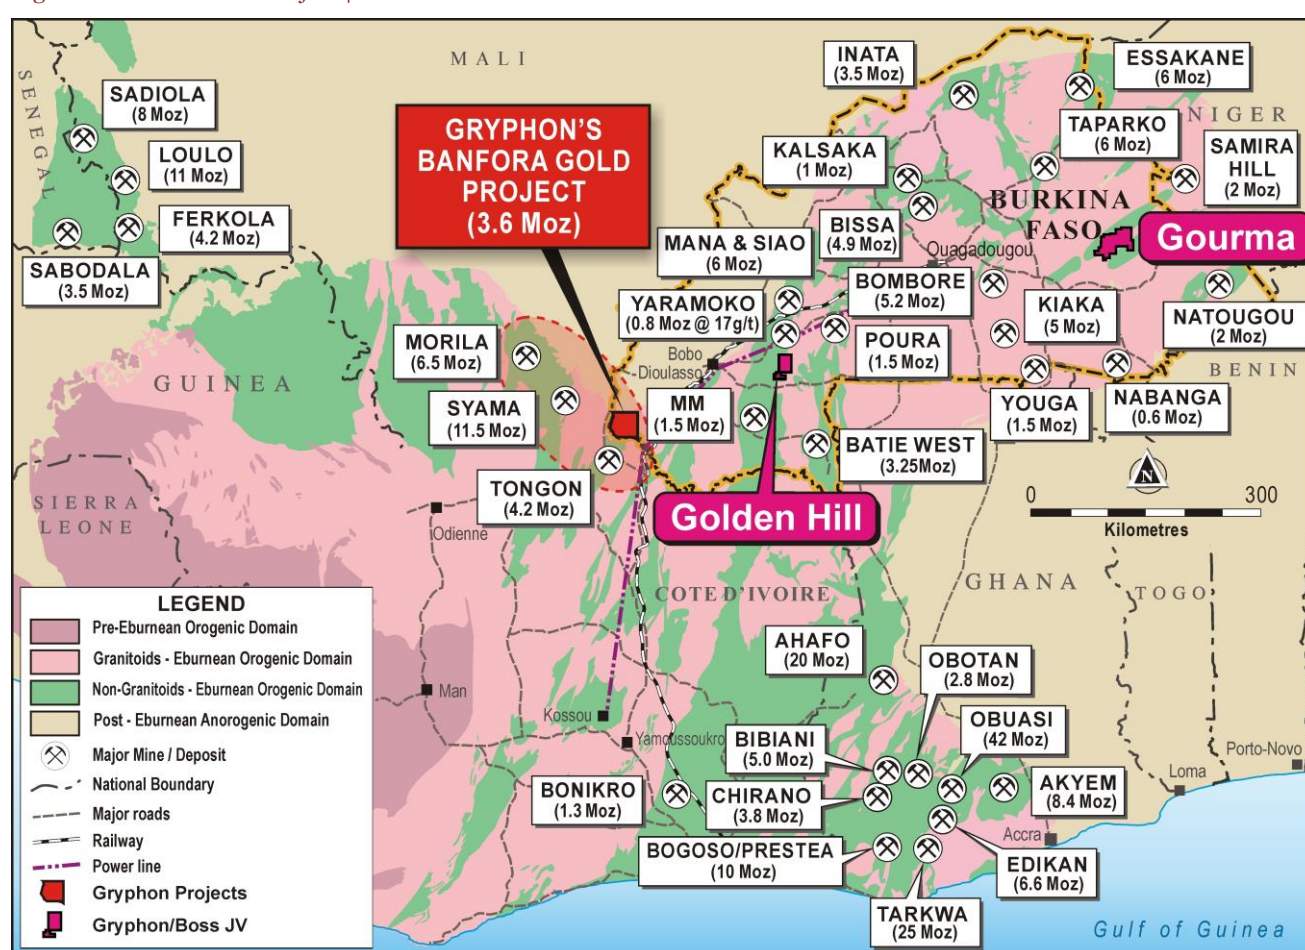 MALI
SENEGAL
NIGER
SADIOLA
(8 Moz)
LOULO
(11 Moz)
FERKOLA
(4.2 Moz)
SABODALA
(3.5 Moz)
GRYPHON'S
BANFORA GOLD
PROJECT
(3.6 Moz)
INATA
(3.5 Moz)
ESSAKANE
(6 Moz)
TAPARKO
(6 Moz)
SAMIRA
HILL
(2 Moz)
KALSAKA
(1 Moz)
BURKINA
FASO
Gourma
BISSA
(4.9 Moz)
MANA & SIAO
(6 Moz)
Ouagadougou
BOMBORE
(5.2 Moz)
YARAMOKO
(0.8 Moz @ 17g/t)
KIAKA
(5 Moz)
NATOUGOU
(2 Moz)
POURA
(1.5 Moz)
Bobo
Dioulasso
BENIN
MORILA
(6.5 Moz)
GUINEA
SYAMA
(11.5 Moz)
MM
(1.5 Moz)
YOUGA
(1.5 Moz)
NABANGA
(0.6 Moz)
BATIE WEST
(3.25Moz)
TONGON
(4.2 Moz)
Golden Hill
N
0 300
Kilometres
SIERRA
LEONE
Odienne
COTE D'IVOIRE
GHANA
TOGO
LEGEND
Pre-Eburnean Orogenic Domain
Granitoids - Eburnean Orogenic Domain
Non-Granitoids - Eburnean Orogenic Domain
Post - Eburnean Anorogenic Domain
Major Mine / Deposit
National Boundary
Major roads
Railway
Power line
Gryphon Projects
Gryphon/Boss JV
Man
Kossou
Yamoussoukro
AHAFO
(20 Moz)
OBOTAN
(2.8 Moz)
OBUASI
(42 Moz)
BIBIANI
(5.0 Moz)
BONIKRO
(1.3 Moz)
CHIRANO
(3.8 Moz)
AKYEM
(8.4 Moz)
Porto-Novo
Loma
Accra
BOGOSO/PRESTEA
(10 Moz)
EDIKAN
(6.6 Moz)
TARKWA
(25 Moz)
Gulf of Guinea